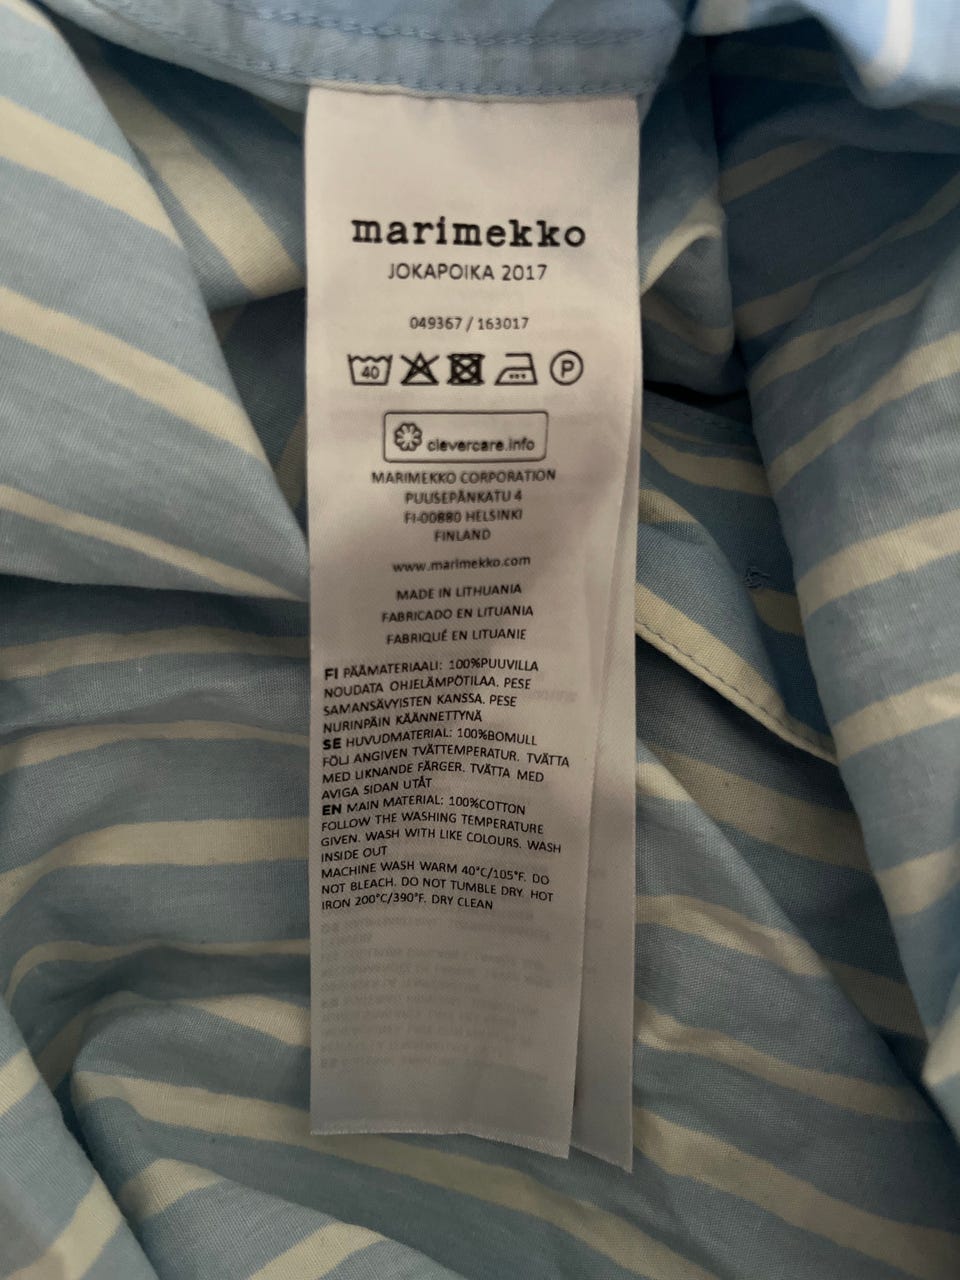 marimekko
JOKAPOIKA 2017
049367 / 163017
40 P
clevercare.info
MARIMEKKO CORPORATION
PUUSEPÄNKATU 4
FI-00880 HELSINKI
FINLAND
www.marimekko.com
MADE IN LITHUANIA
FABRICADO EN LITUANIA
FABRIQUÉ EN LITUANIE
FI PÄÄMATERIAALI: 100%PUUVILLA
NOUDATA OHJELÄMPÖTILAA. PESE
SAMANSÄVYISTEN KANSSA. PESE
NURINPÄIN KÄÄNNETTYNÄ
SE HUVUDMATERIAL: 100%BOMULL
FÖLJ ANGIVEN TVÄTTEMPERATUR. TVÄTTA
MED LIKNANDE FÄRGER. TVÄTTA MED
AVIGA SIDAN UTÅT
EN MAIN MATERIAL: 100%COTTON
FOLLOW THE WASHING TEMPERATURE
GIVEN. WASH WITH LIKE COLOURS. WASH
INSIDE OUT
MACHINE WASH WARM 40°C/105°F. DO
NOT BLEACH. DO NOT TUMBLE DRY. HOT
IRON 200°C/390°F. DRY CLEAN